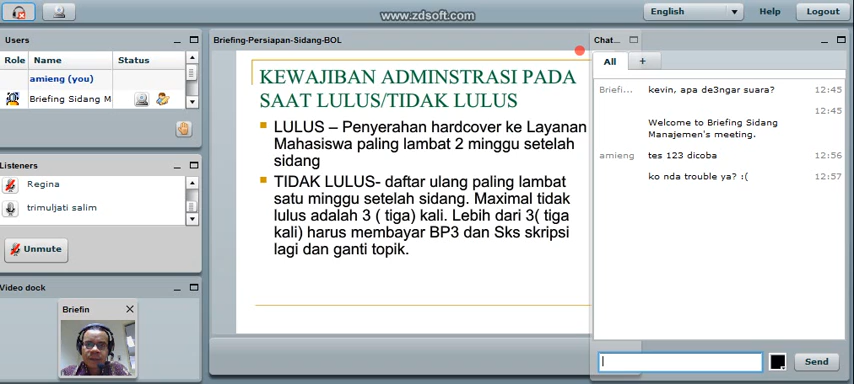 www.zdsoft.com
English
Help
Logout
Users
Role Name Status
amieng (you)
Briefing Sidang M
Listeners
Regina
trimuljati salim
Unmute
Video dock
Briefin
Briefing-Persiapan-Sidang-BOL
KEWAJIBAN ADMINSTRASI PADA
SAAT LULUS/TIDAK LULUS
LULUS – Penyerahan hardcover ke Layanan
Mahasiswa paling lambat 2 minggu setelah
sidang
TIDAK LULUS- daftar ulang paling lambat
satu minggu setelah sidang. Maximal tidak
lulus adalah 3 ( tiga) kali. Lebih dari 3( tiga
kali) harus membayar BP3 dan Sks skripsi
lagi dan ganti topik.
Chat...
All +
Briefi... kevin, apa de3ngar suara? 12:45
12:45
Welcome to Briefing Sidang
Manajemen's meeting.
amieng tes 123 dicoba 12:56
ko nda trouble ya? :( 12:57
Send